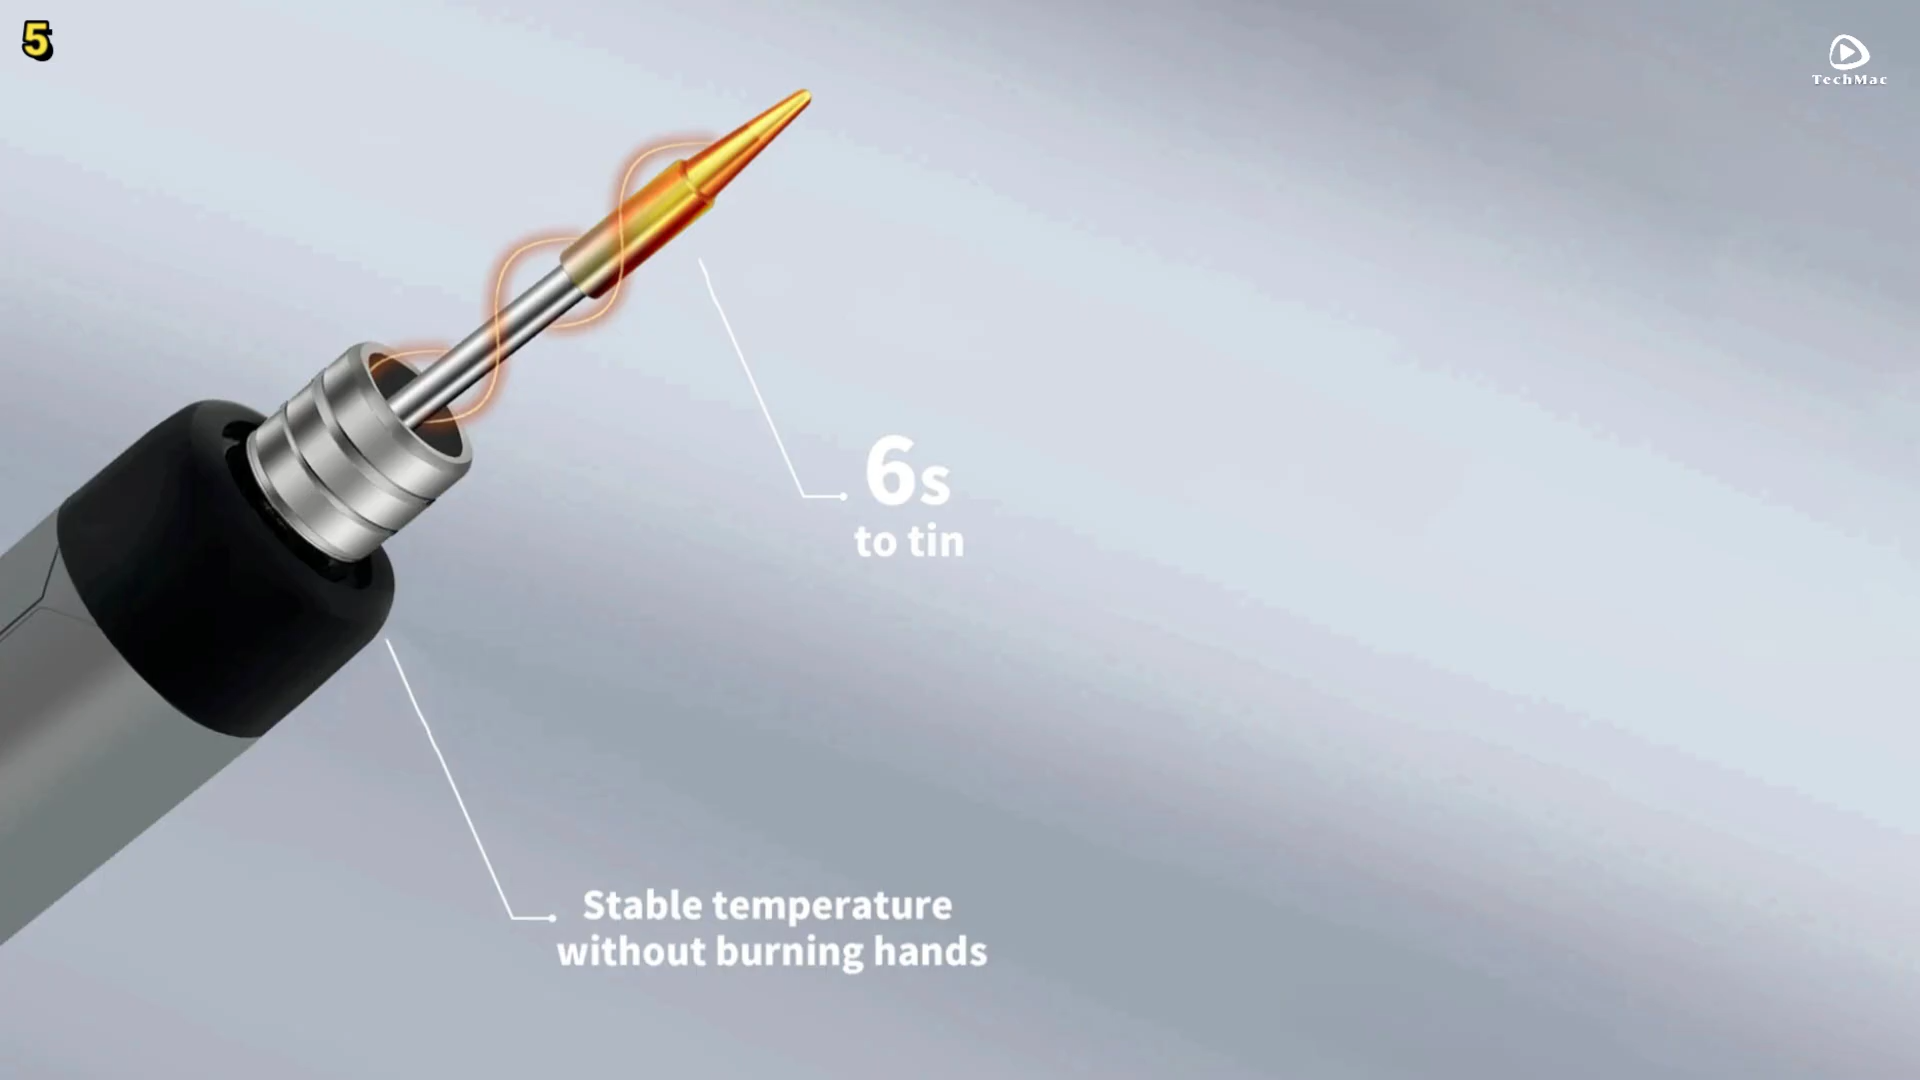 5
TechMac
6s
to tin
Stable temperature
without burning hands